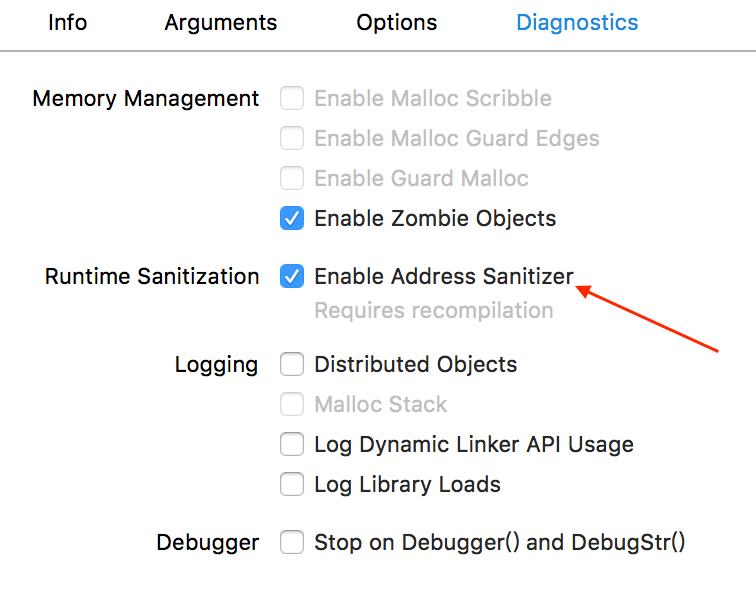 Info Arguments Options Diagnostics
Memory Management Enable Malloc Scribble
Enable Malloc Guard Edges
Enable Guard Malloc
Enable Zombie Objects
Runtime Sanitization Enable Address Sanitizer
Requires recompilation
Logging Distributed Objects
Malloc Stack
Log Dynamic Linker API Usage
Log Library Loads
Debugger Stop on Debugger() and DebugStr()